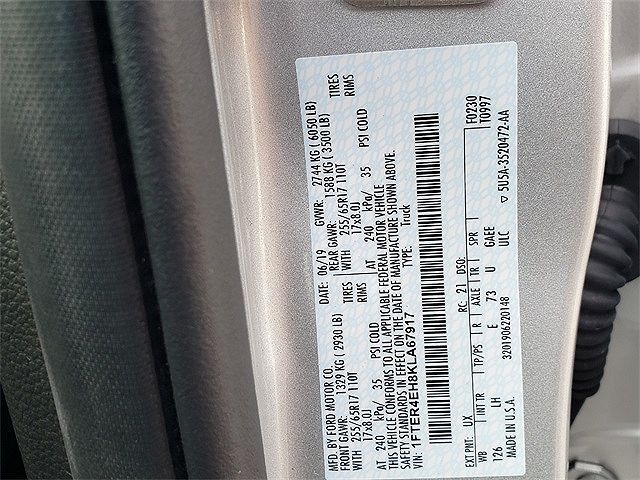 MFD. BY FORD MOTOR CO.
DATE: 06/19
GVWR: 2744 KG ( 6050 LB)
FRONT GAWR: 1329 KG ( 2930 LB)
REAR GAWR: 1588 KG ( 3500 LB)
255/65R17 110T
TIRES
WITH
255/65R17 110T
TIRES
WITH
17x8.0J
RIMS
17x8.0J
RIMS
AT 240 kPa/ 35 PSI COLD
AT 240 kPa/ 35 PSI COLD
THIS VEHICLE CONFORMS TO ALL APPLICABLE FEDERAL MOTOR VEHICLE
SAFETY STANDARDS IN EFFECT ON THE DATE OF MANUFACTURE SHOWN ABOVE.
VIN: 1FTER4EH8KLA67917
TYPE: Truck
F0230
T0997
EXT PNT: UX
RC: 21 DSO:
WB INT TR TP/PS R AXLE TR SPR
126 LH E 73 U GAEE
ULC
MADE IN U.S.A.
3201906220148
▽ 5U5A-3S20472-AA